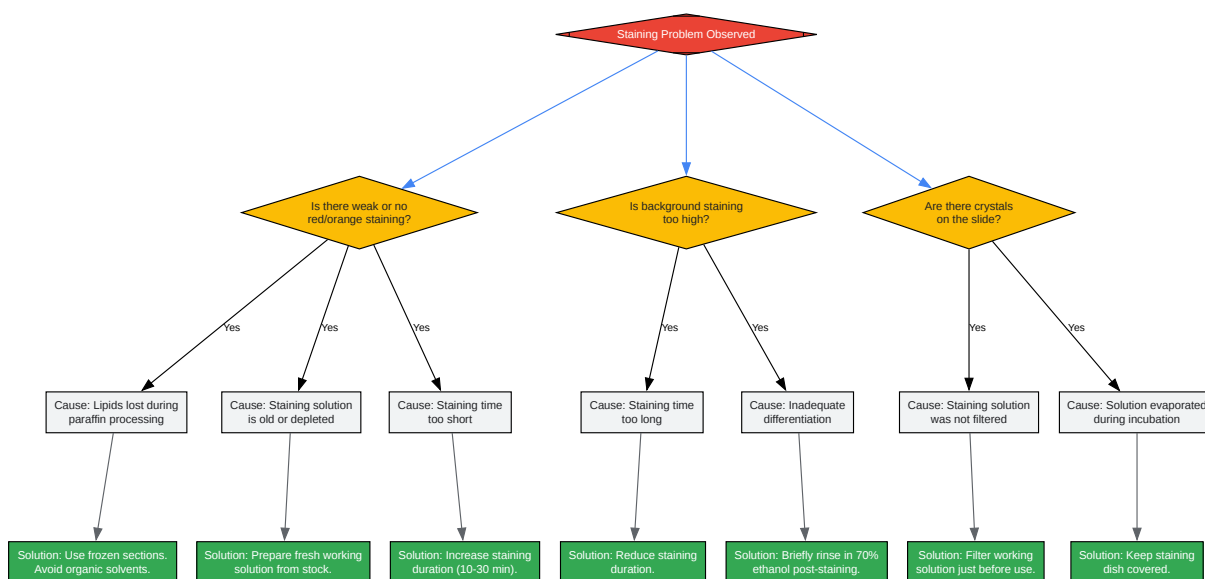 Staining Problem Observed
Is there weak or no
red/orange staining?
Is background staining
too high?
Are there crystals
on the slide?
Yes
Yes
Yes
Yes
Yes
Yes
Yes
Cause: Lipids lost during
paraffin processing
Cause: Staining solution
is old or depleted
Cause: Staining time
too short
Cause: Staining time
too long
Cause: Inadequate
differentiation
Cause: Staining solution
was not filtered
Cause: Solution evaporated
during incubation
Solution: Use frozen sections.
Avoid organic solvents.
Solution: Prepare fresh working
solution from stock.
Solution: Increase staining
duration (10-30 min).
Solution: Reduce staining
duration.
Solution: Briefly rinse in 70%
ethanol post-staining.
Solution: Filter working
solution just before use.
Solution: Keep staining
dish covered.